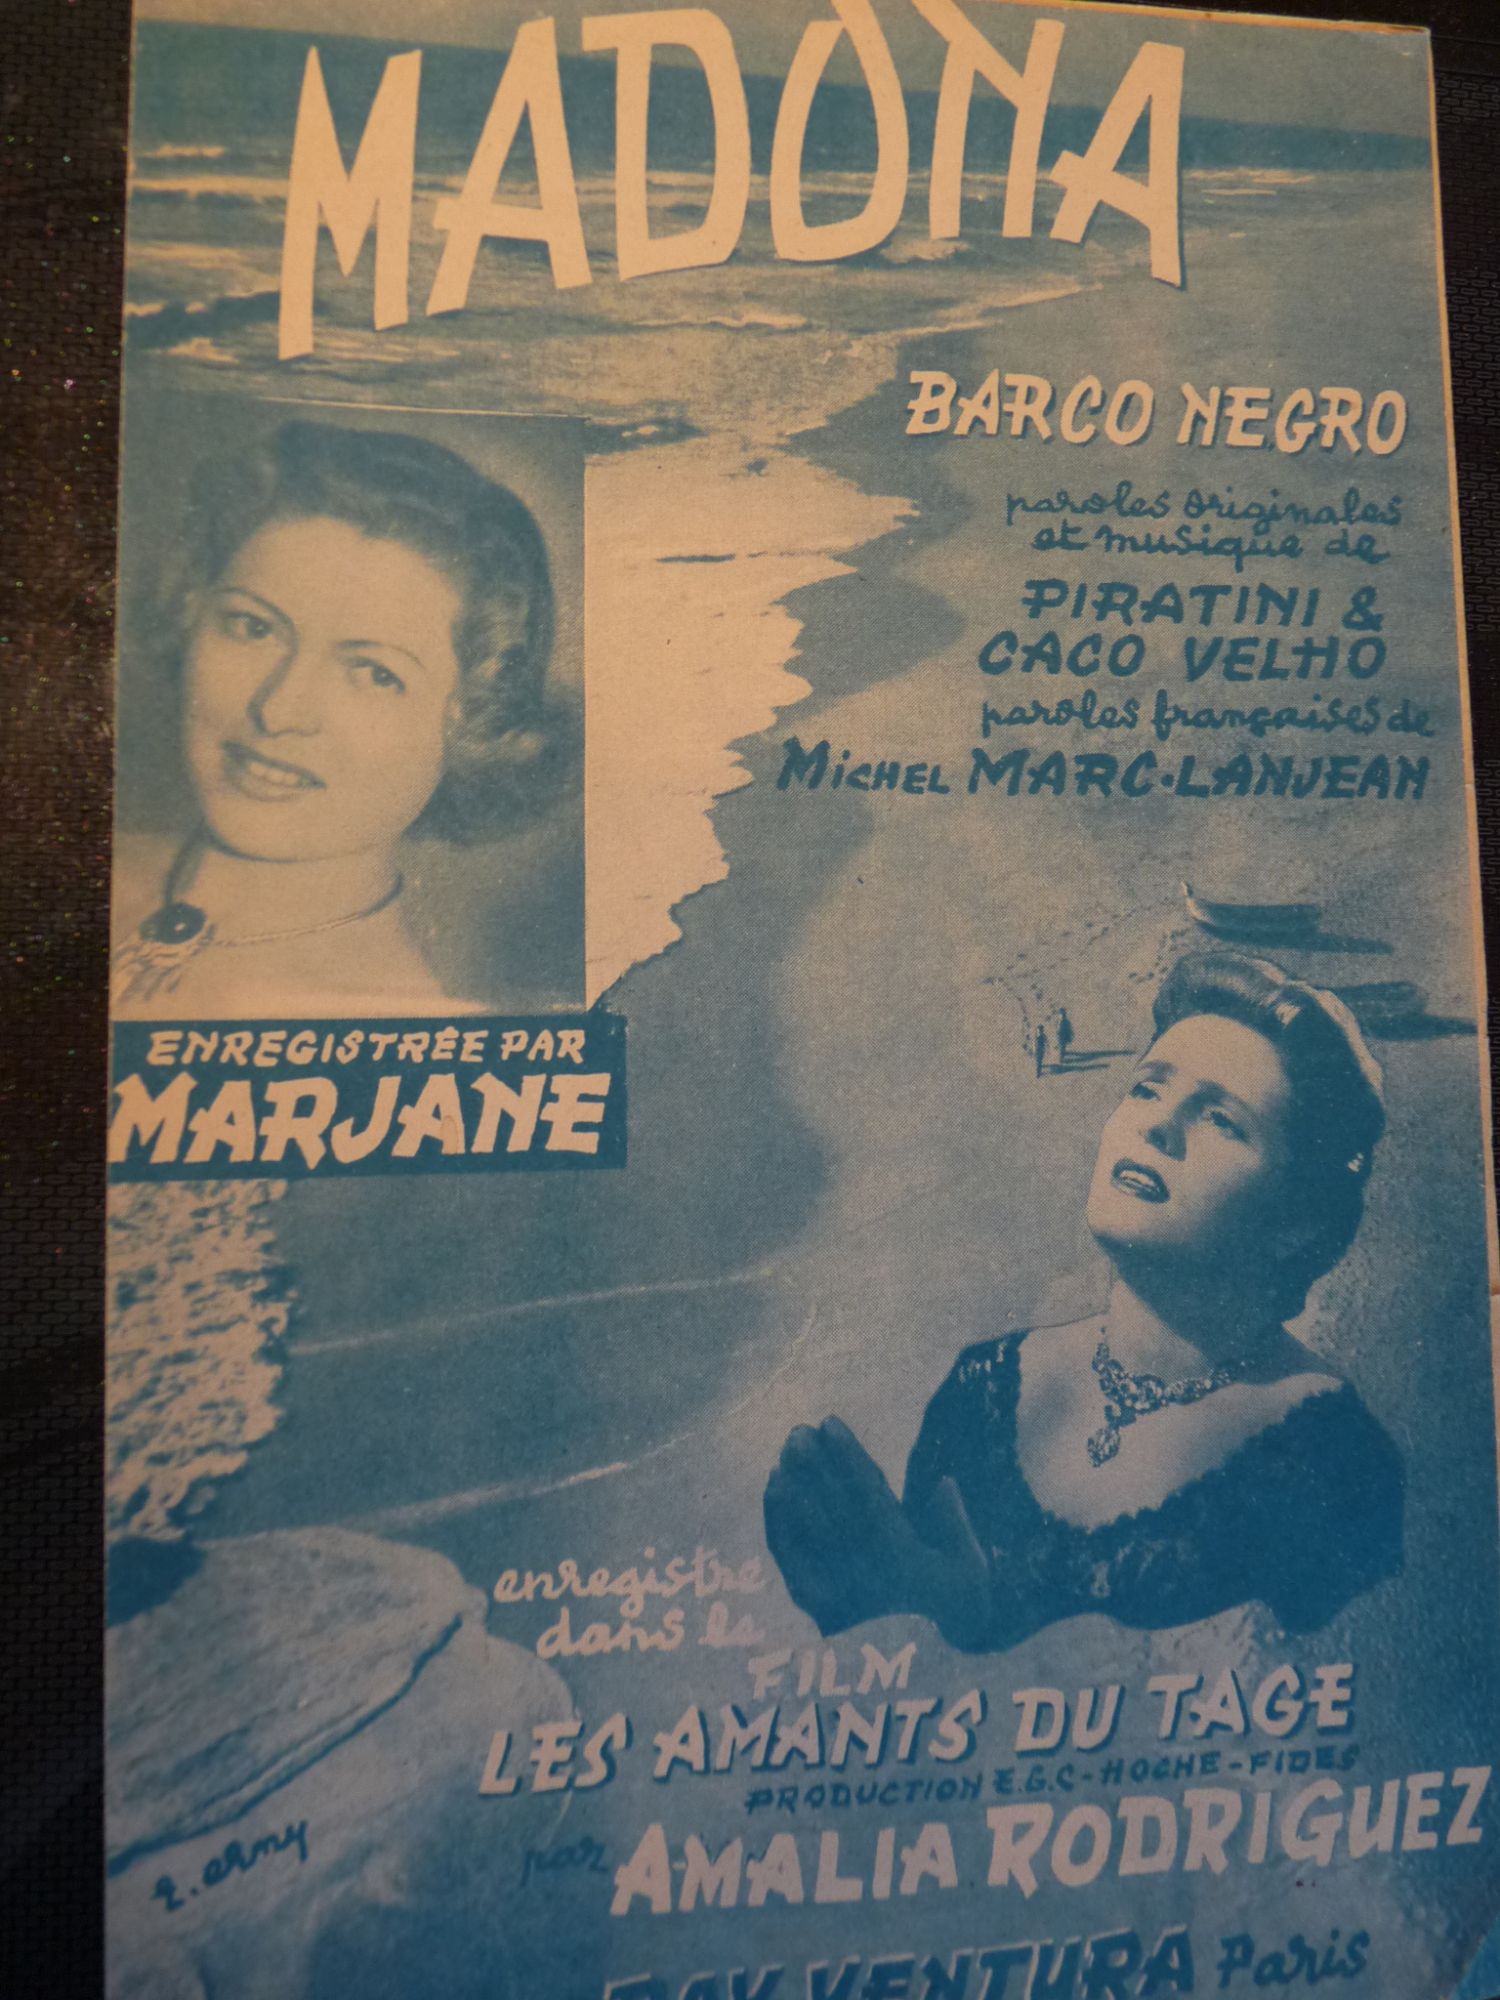 MADONA
BARCO NEGRO
paroles originales
et musique de
PIRATINI &
CACO VELHO
paroles françaises de
MICHEL MARC-LANJEAN
ENREGISTRÉE PAR
MARJANE
enregistre
dans le
FILM
LES AMANTS DU TAGE
PRODUCTION E.G.C-HOCHE-FIDES
par AMALIA RODRIGUEZ
RAY VENTURA Paris